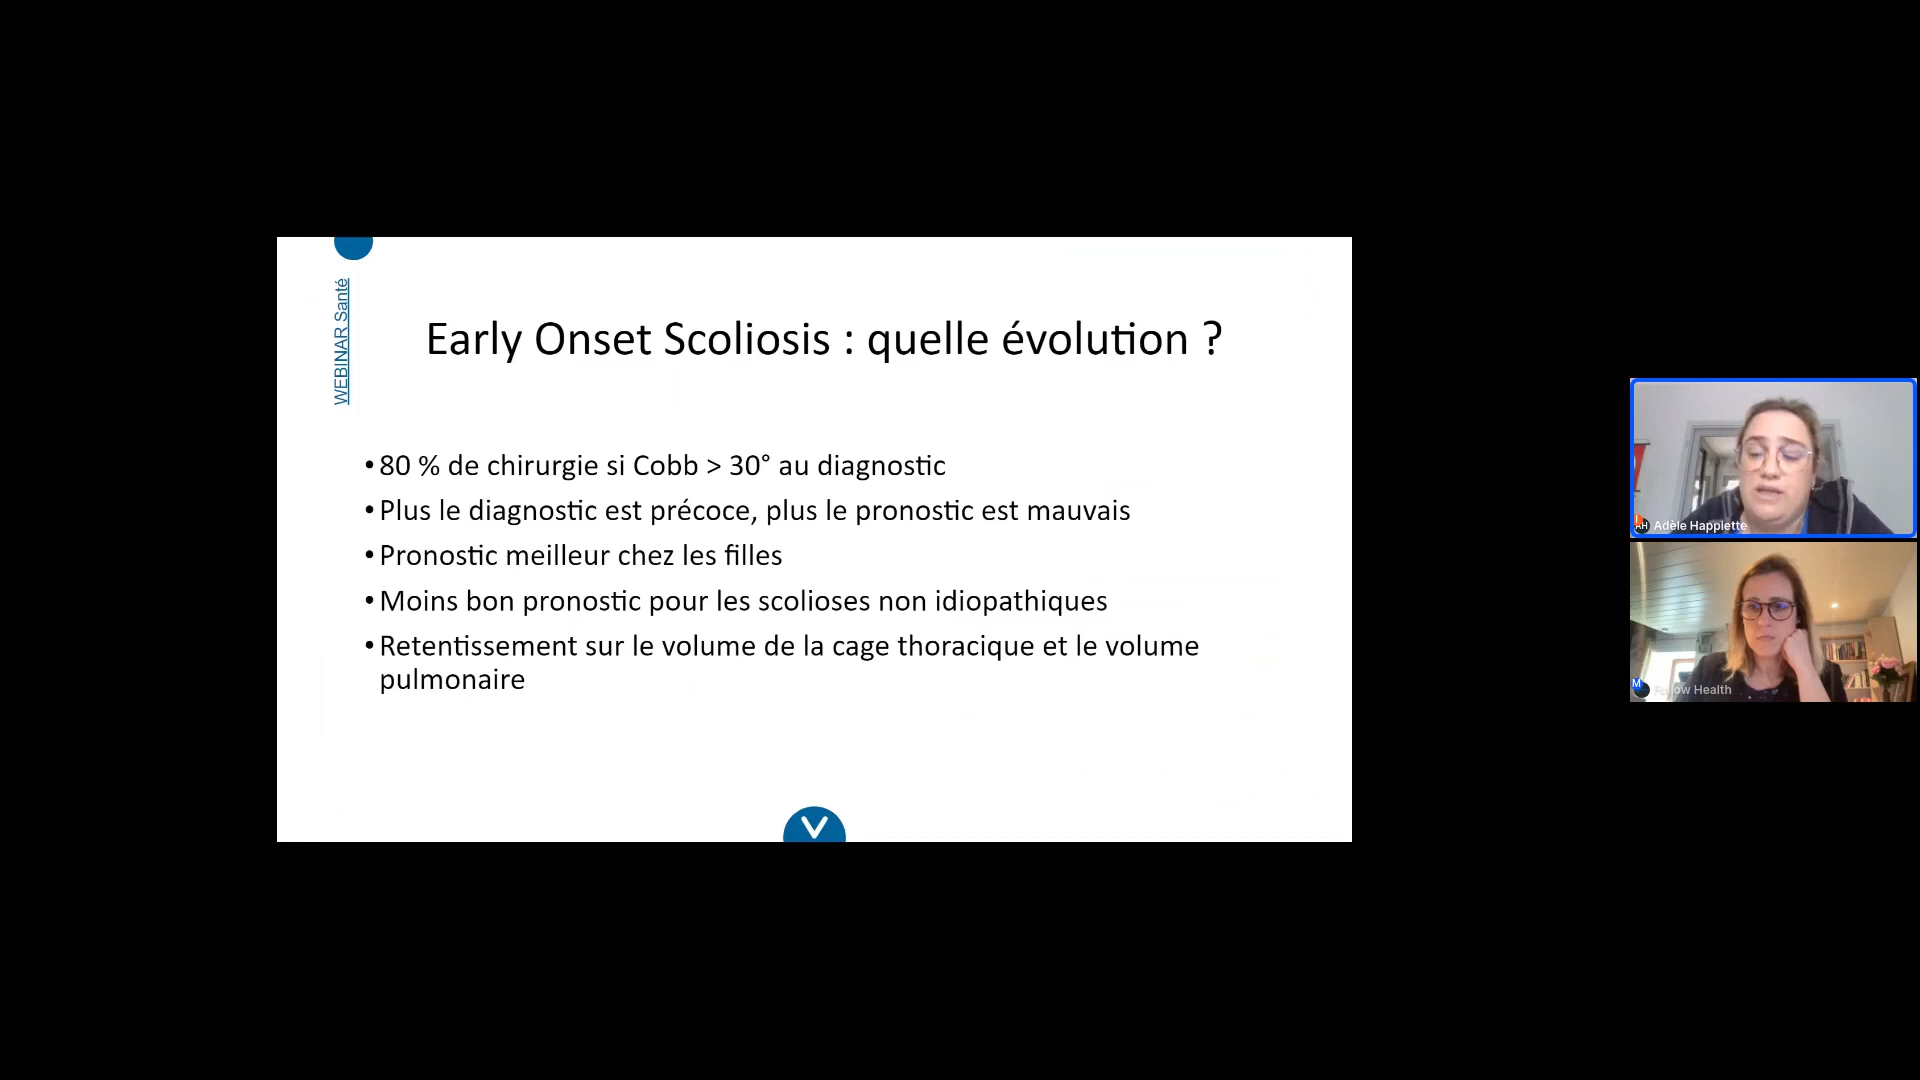 WEBINAR Santé
Early Onset Scoliosis : quelle évolution ?
• 80 % de chirurgie si Cobb > 30° au diagnostic
• Plus le diagnostic est précoce, plus le pronostic est mauvais
• Pronostic meilleur chez les filles
• Moins bon pronostic pour les scolioses non idiopathiques
• Retentissement sur le volume de la cage thoracique et le volume
pulmonaire
AH Adèle Happiette
M Follow Health